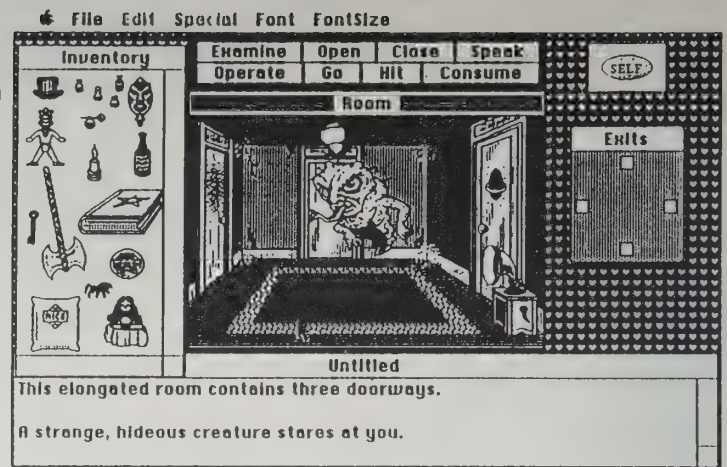 File Edit Special Font FontSize
Inventory
Examine Open Close Speak
Operate Go Hit Consume
SELF
Room
Exits
NICE
Untitled
This elongated room contains three doorways.
A strange, hideous creature stares at you.